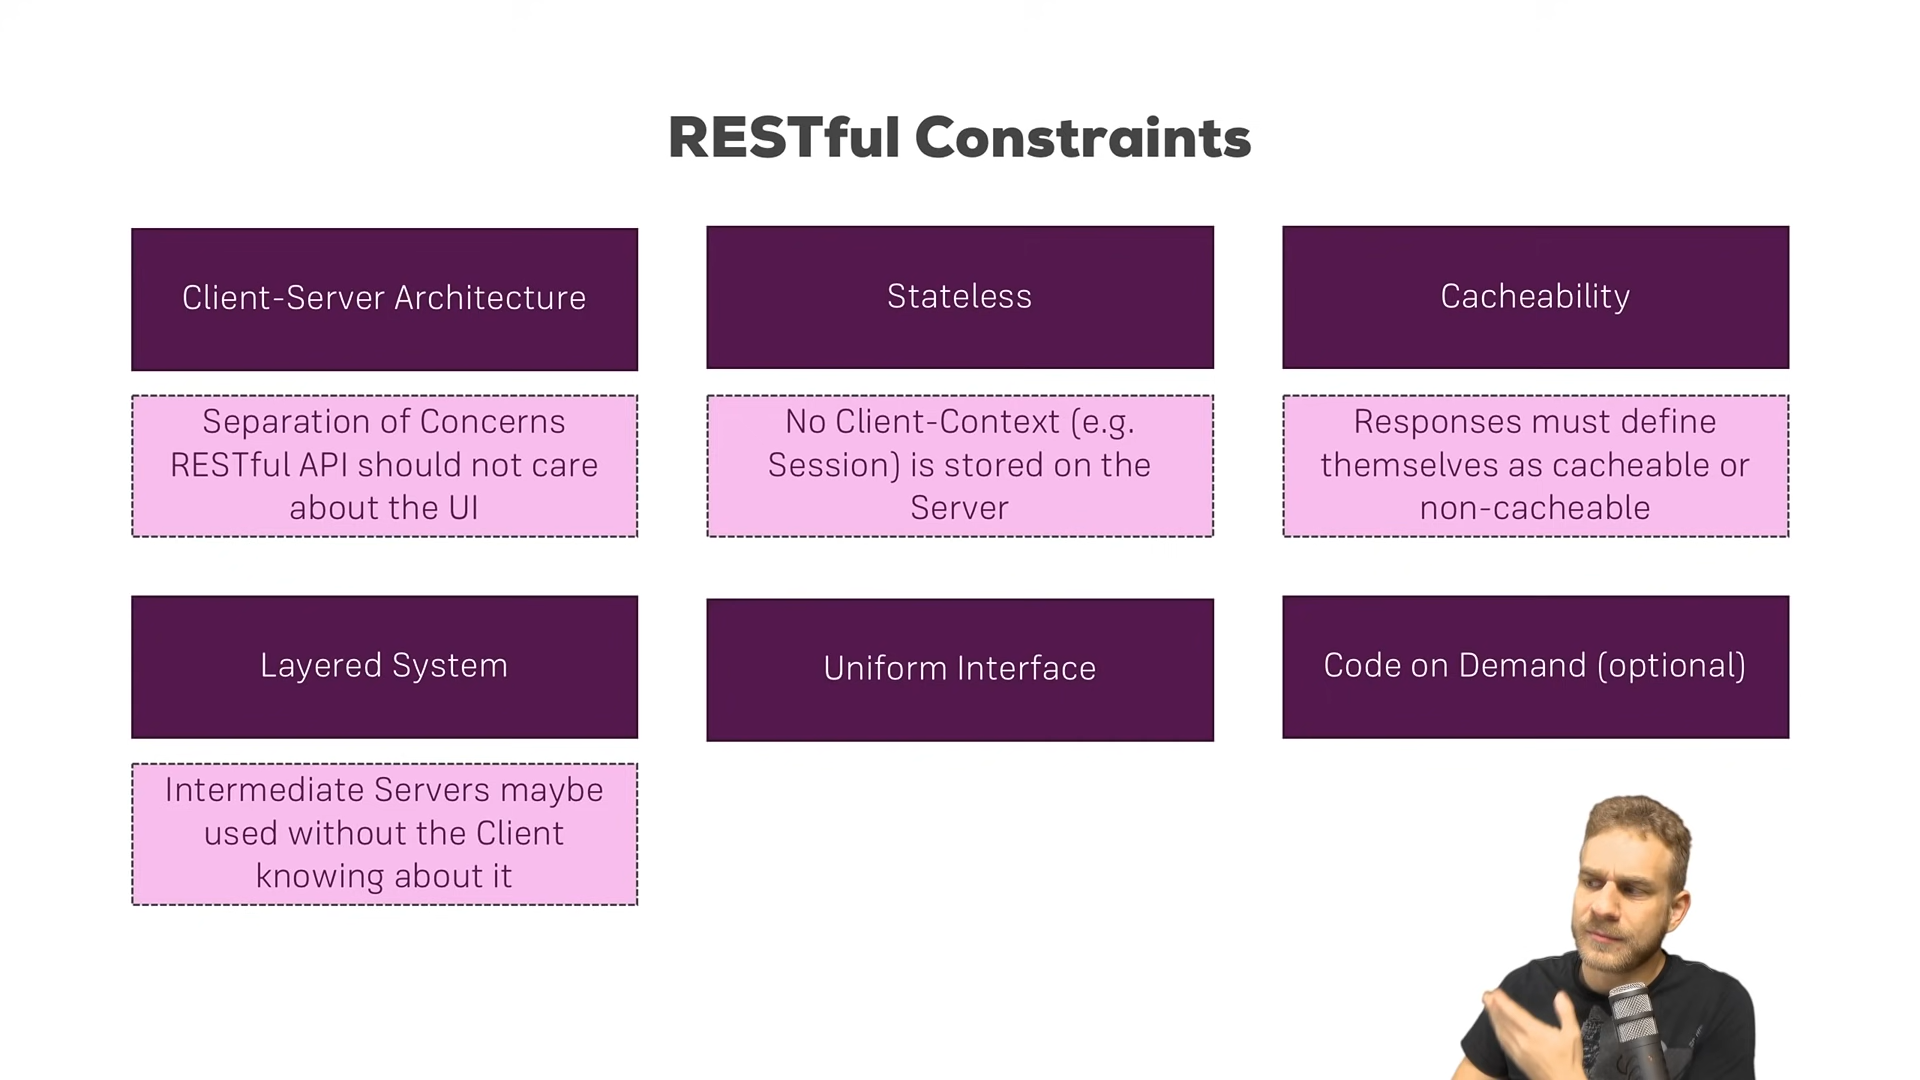 RESTful Constraints
Client-Server Architecture
Separation of Concerns
RESTful API should not care
about the UI
Stateless
No Client-Context (e.g.
Session) is stored on the
Server
Cacheability
Responses must define
themselves as cacheable or
non-cacheable
Layered System
Intermediate Servers maybe
used without the Client
knowing about it
Uniform Interface
Code on Demand (optional)